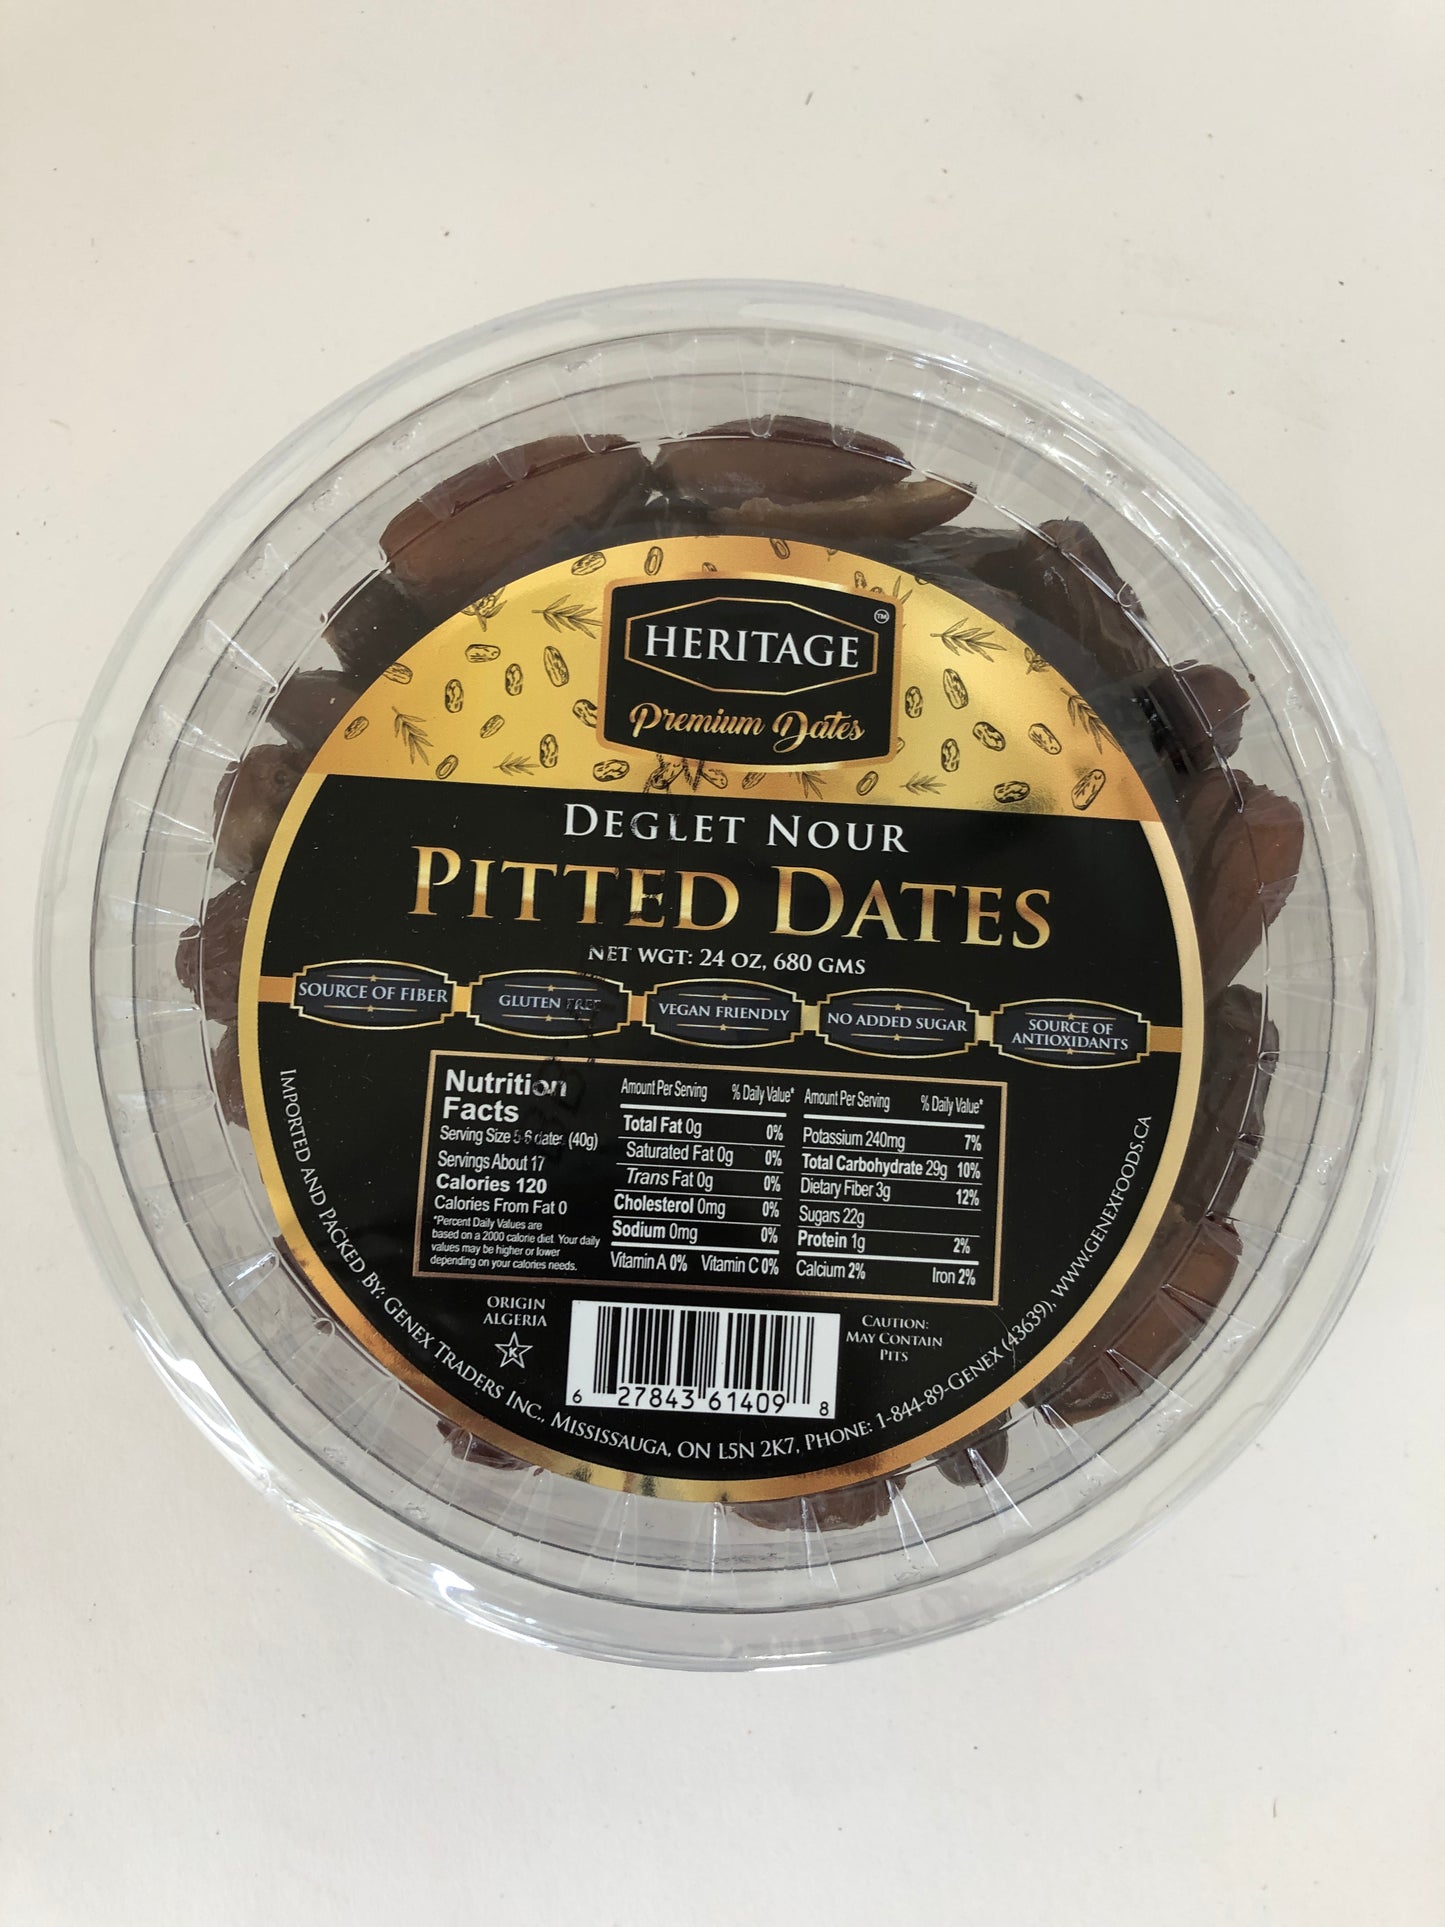 HERITAGE
TM
Premium Dates
DEGLET NOUR
PITTED DATES
NET WGT: 24 OZ, 680 GMS
SOURCE OF FIBER
GLUTEN FREE
VEGAN FRIENDLY
NO ADDED SUGAR
SOURCE OF
ANTIOXIDANTS
Nutrition
Facts
Serving Size 5-6 dates (40g)
Servings About 17
Calories 120
Calories From Fat 0
*Percent Daily Values are
based on a 2000 calorie diet. Your daily
values may be higher or lower
depending on your calories needs.
Amount Per Serving % Daily Value*
Total Fat 0g 0%
Saturated Fat 0g 0%
Trans Fat 0g 0%
Cholesterol 0mg 0%
Sodium 0mg 0%
Vitamin A 0% Vitamin C 0%
Amount Per Serving % Daily Value*
Potassium 240mg 7%
Total Carbohydrate 29g 10%
Dietary Fiber 3g 12%
Sugars 22g
Protein 1g 2%
Calcium 2% Iron 2%
ORIGIN
ALGERIA
K
6 27843 61409 8
CAUTION:
MAY CONTAIN
PITS
IMPORTED AND PACKED BY: GENEX TRADERS INC., MISSISSAUGA, ON L5N 2K7, PHONE: 1-844-89-GENEX (43639), WWW.GENEXFOODS.CA